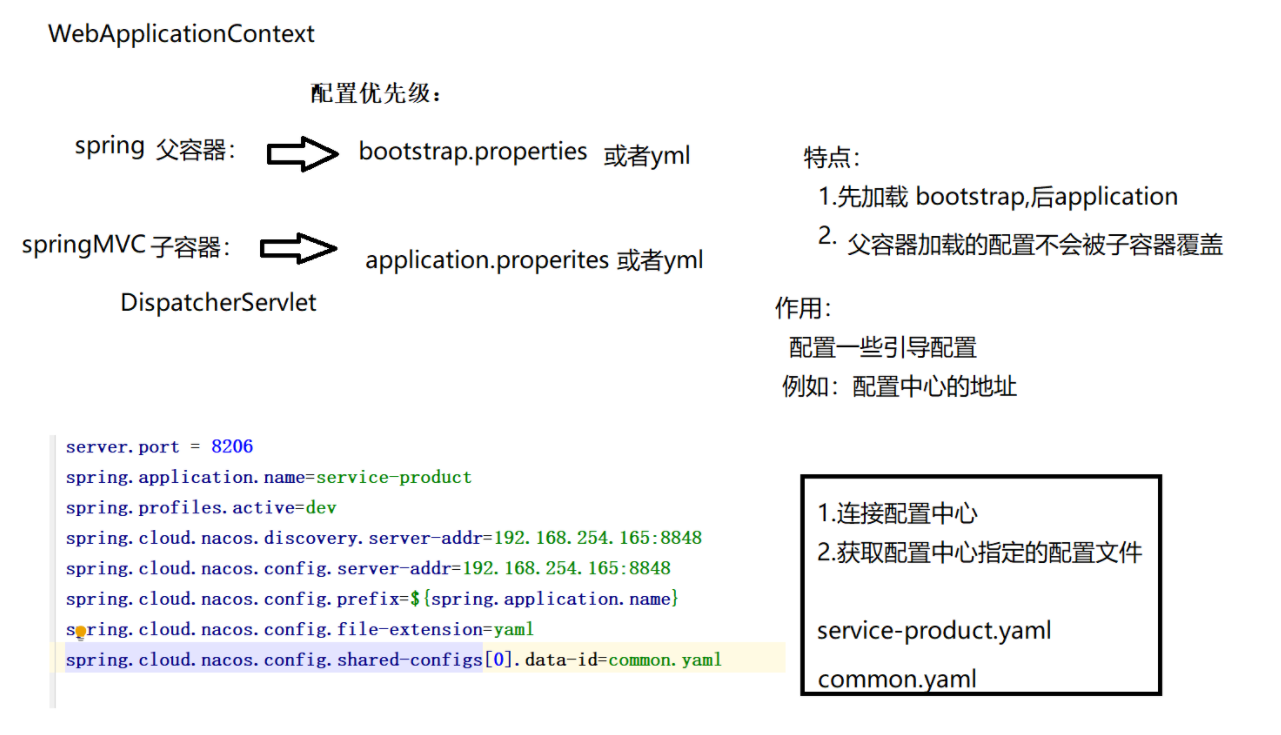 WebApplicationContext
配置优先级：
spring 父容器：
bootstrap.properties 或者yml
springMVC 子容器：
application.properites 或者yml
DispatcherServlet
特点：
1.先加载 bootstrap,后application
2. 父容器加载的配置不会被子容器覆盖
作用：
配置一些引导配置
例如：配置中心的地址
server.port = 8206
spring.application.name=service-product
spring.profiles.active=dev
spring.cloud.nacos.discovery.server-addr=192.168.254.165:8848
spring.cloud.nacos.config.server-addr=192.168.254.165:8848
spring.cloud.nacos.config.prefix=${spring.application.name}
spring.cloud.nacos.config.file-extension=yaml
spring.cloud.nacos.config.shared-configs[0].data-id=common.yaml
1.连接配置中心
2.获取配置中心指定的配置文件
service-product.yaml
common.yaml